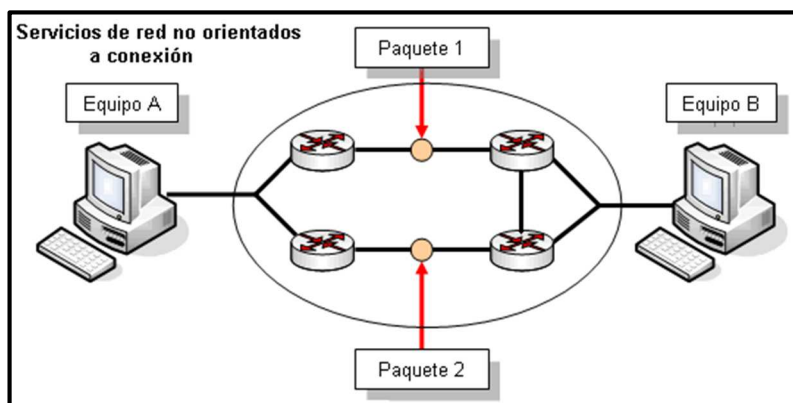 Servicios de red no orientados
a conexión
Paquete 1
Equipo A
Equipo B
Paquete 2